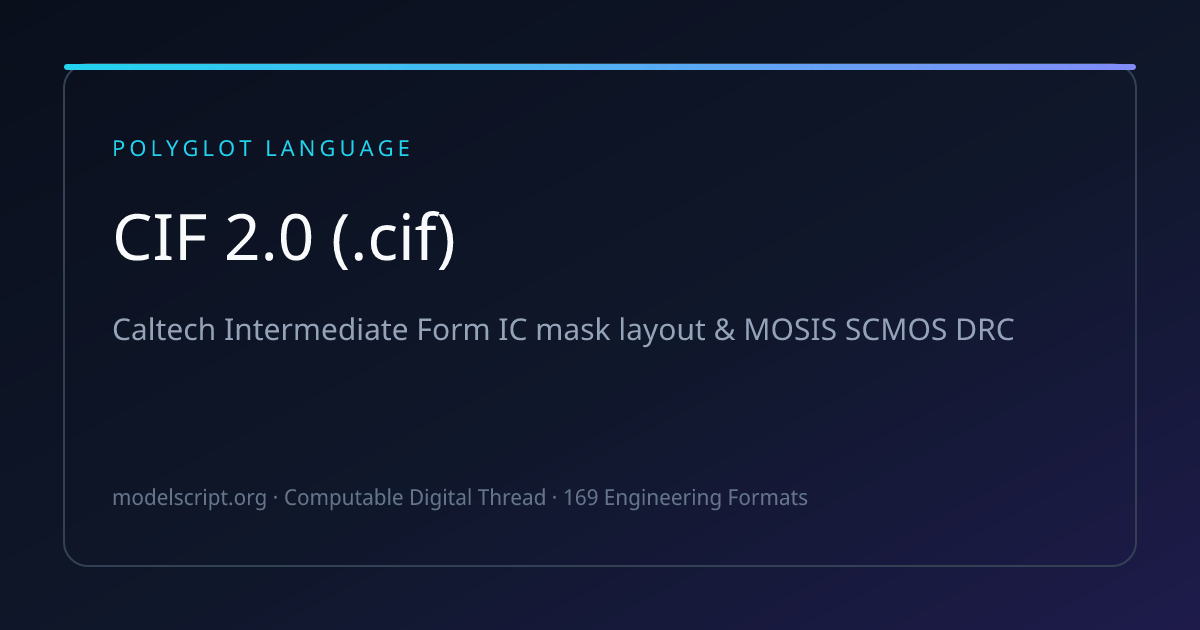 POLYGLOT LANGUAGE
CIF 2.0 (.cif)
Caltech Intermediate Form IC mask layout & MOSIS SCMOS DRC
modelscript.org · Computable Digital Thread · 169 Engineering Formats